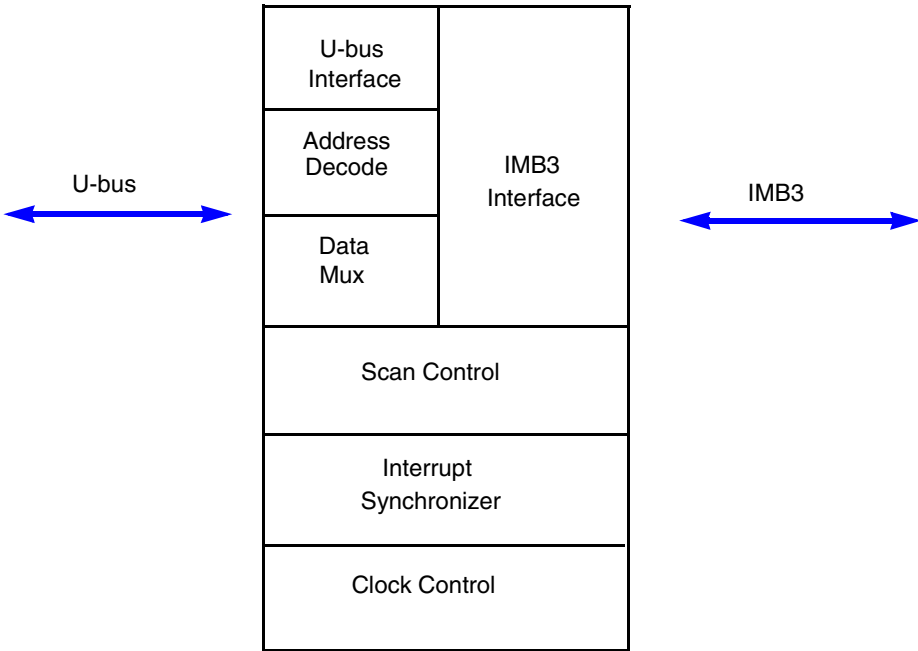 U-bus
Interface
Address
Decode
Data
Mux
IMB3
Interface
U-bus
IMB3
Scan Control
Interrupt
Synchronizer
Clock Control